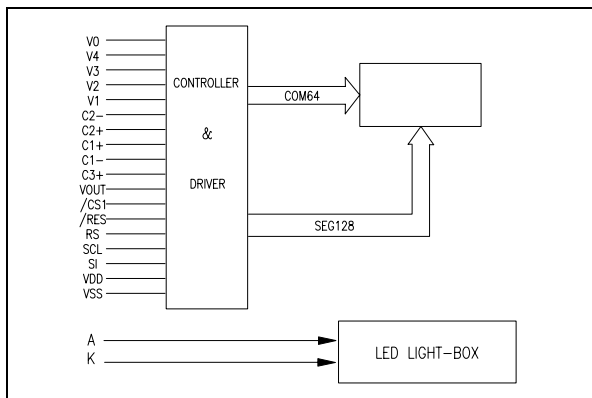 V0
V4
V3
V2
V1
C2-
C2+
C1+
C1-
C3+
VOUT
/CS1
/RES
RS
SCL
SI
VDD
VSS
CONTROLLER
&
DRIVER
COM64
SEG128
A
K
LED LIGHT-BOX